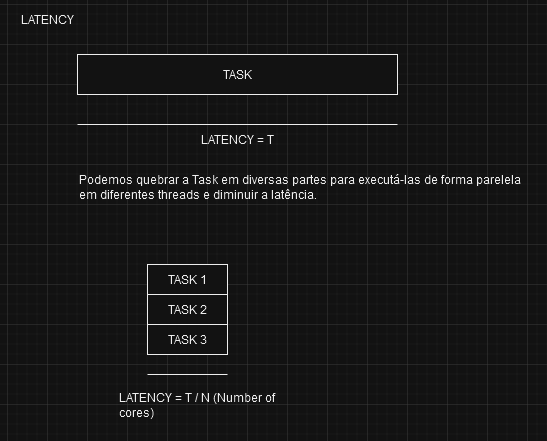 LATENCY
TASK
LATENCY = T
Podemos quebrar a Task em diversas partes para executá-las de forma parelela
em diferentes threads e diminuir a latência.
TASK 1
TASK 2
TASK 3
LATENCY = T / N (Number of
cores)